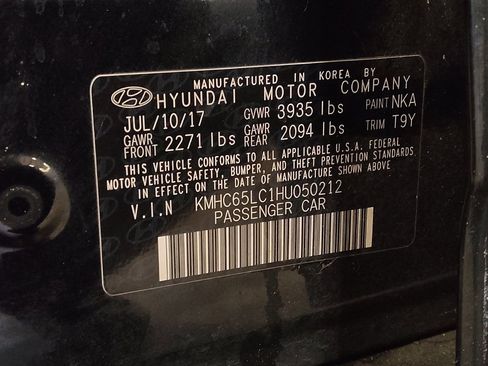 MANUFACTURED IN KOREA BY
HYUNDAI MOTOR COMPANY
JUL/10/17 GVWR 3935 lbs PAINT NKA
GAWR FRONT 2271 lbs GAWR REAR 2094 lbs TRIM T9Y
THIS VEHICLE CONFORMS TO ALL APPLICABLE U.S.A. FEDERAL
MOTOR VEHICLE SAFETY, BUMPER, AND THEFT PREVENTION STANDARDS
IN EFFECT ON THE DATE OF MANUFACTURE SHOWN ABOVE.
V.I.N KMHC65LC1HU050212
PASSENGER CAR